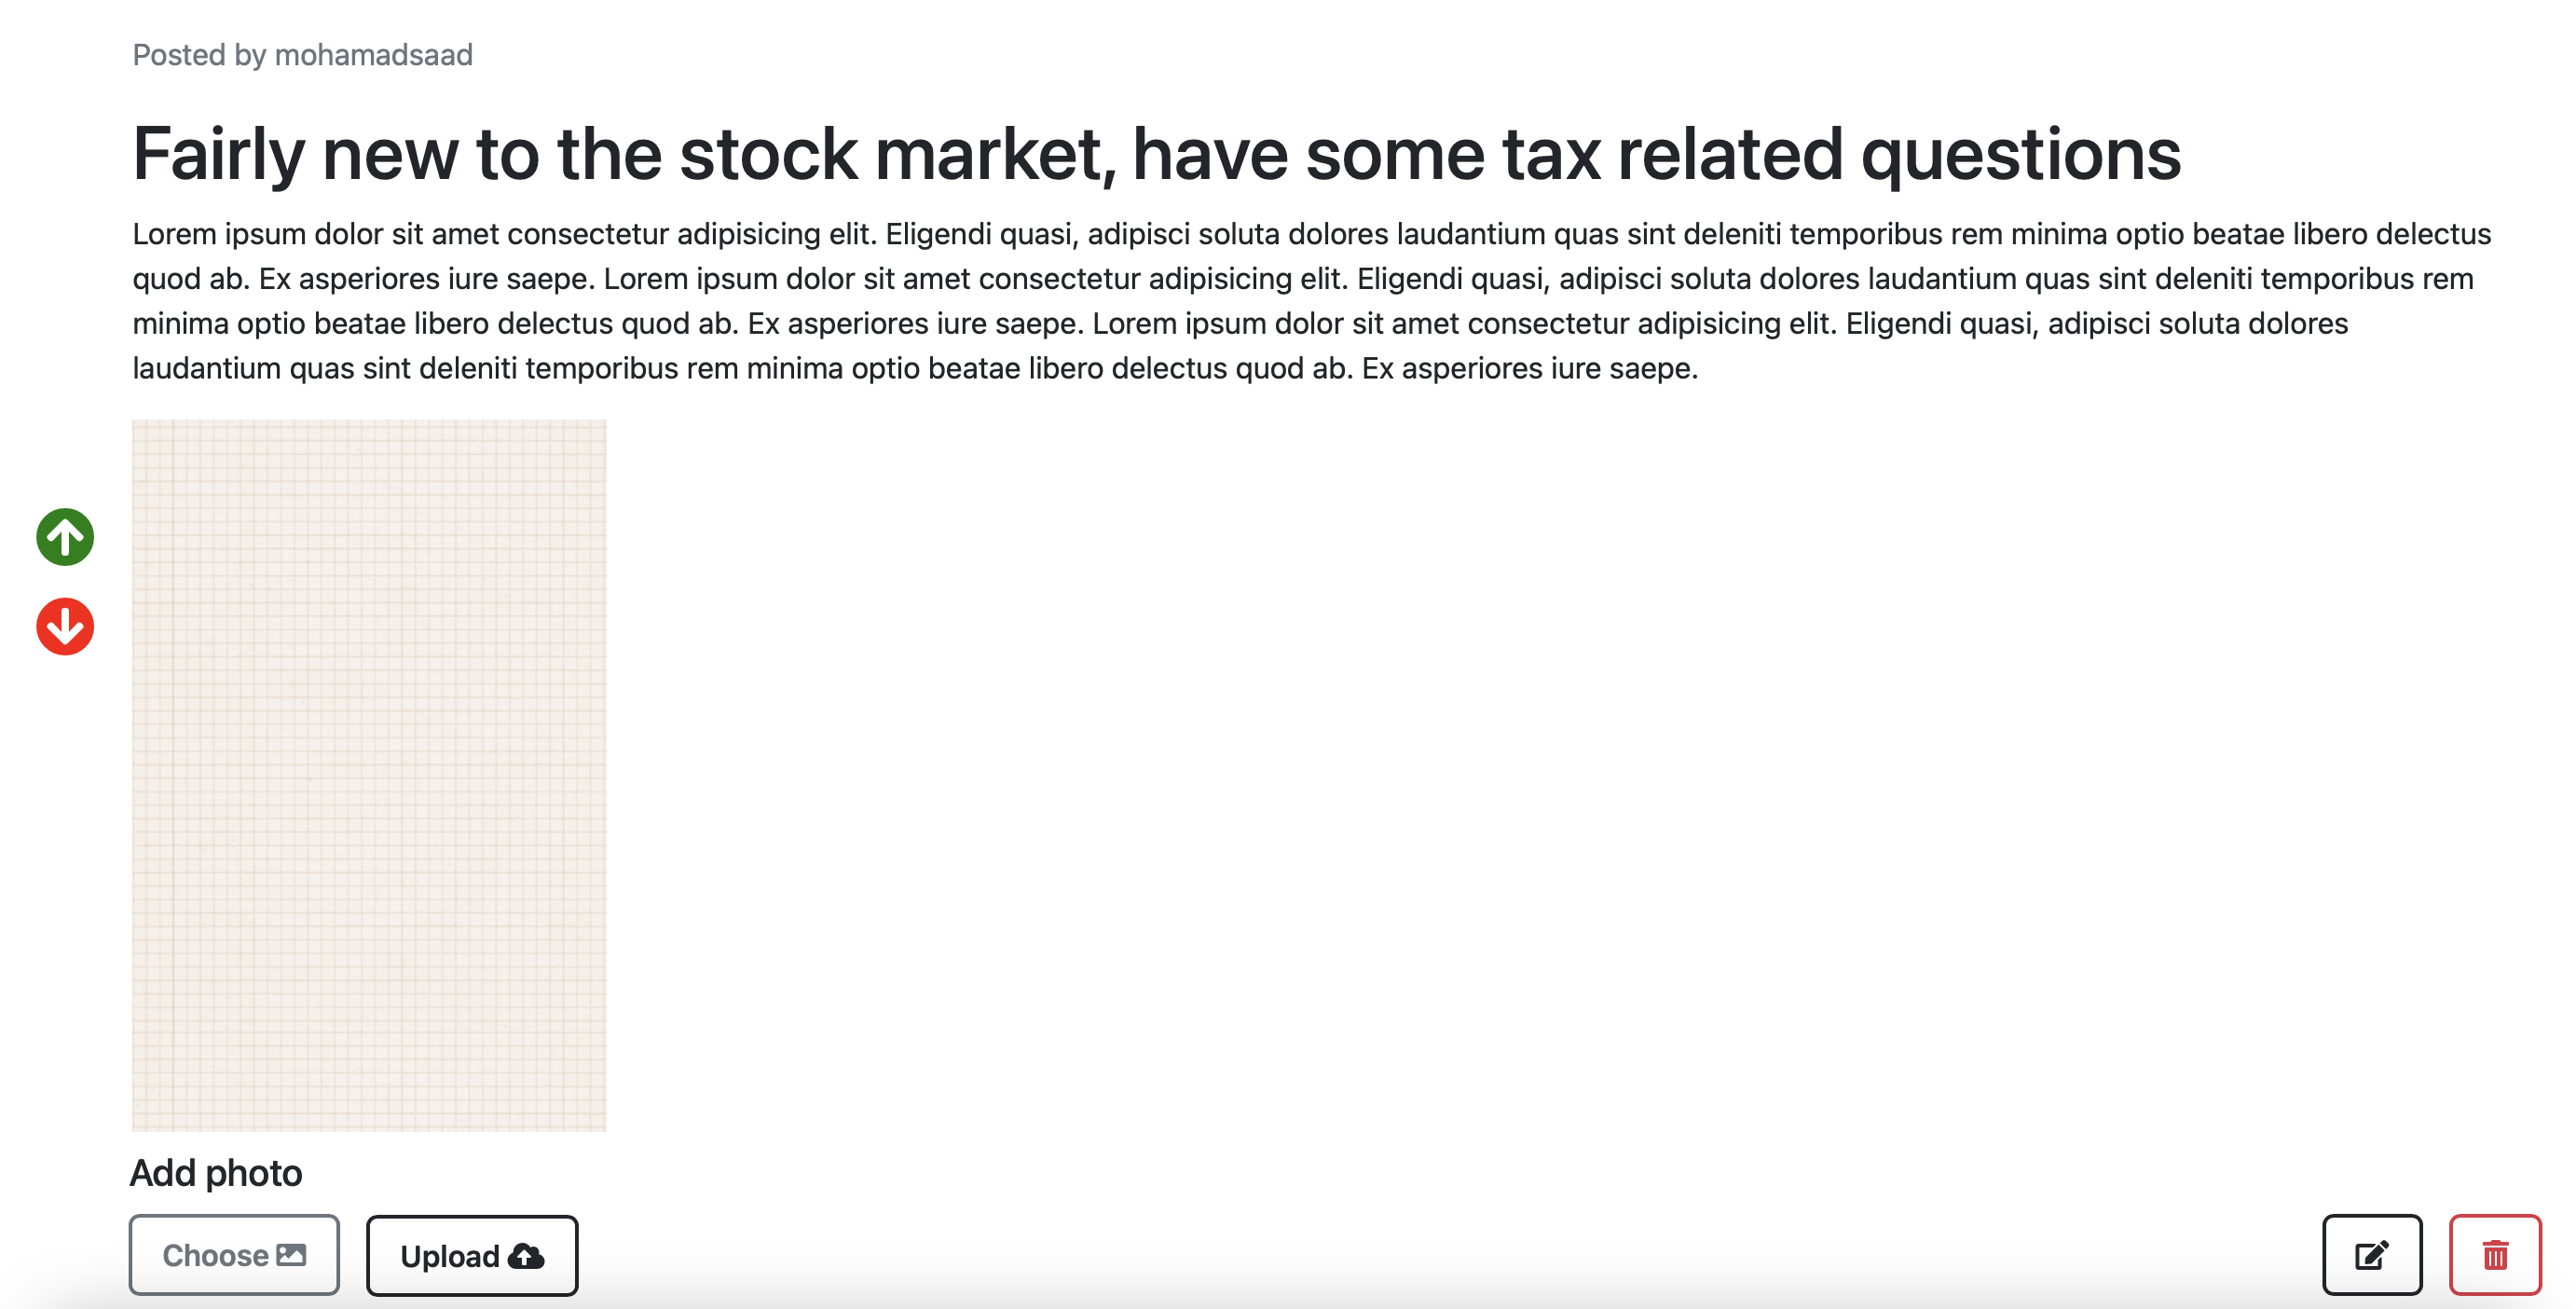 Posted by mohamadsaad
Fairly new to the stock market, have some tax related questions
Lorem ipsum dolor sit amet consectetur adipisicing elit. Eligendi quasi, adipisci soluta dolores laudantium quas sint deleniti temporibus rem minima optio beatae libero delectus
quod ab. Ex asperiores iure saepe. Lorem ipsum dolor sit amet consectetur adipisicing elit. Eligendi quasi, adipisci soluta dolores laudantium quas sint deleniti temporibus rem
minima optio beatae libero delectus quod ab. Ex asperiores iure saepe. Lorem ipsum dolor sit amet consectetur adipisicing elit. Eligendi quasi, adipisci soluta dolores
laudantium quas sint deleniti temporibus rem minima optio beatae libero delectus quod ab. Ex asperiores iure saepe.
Add photo
Choose Upload